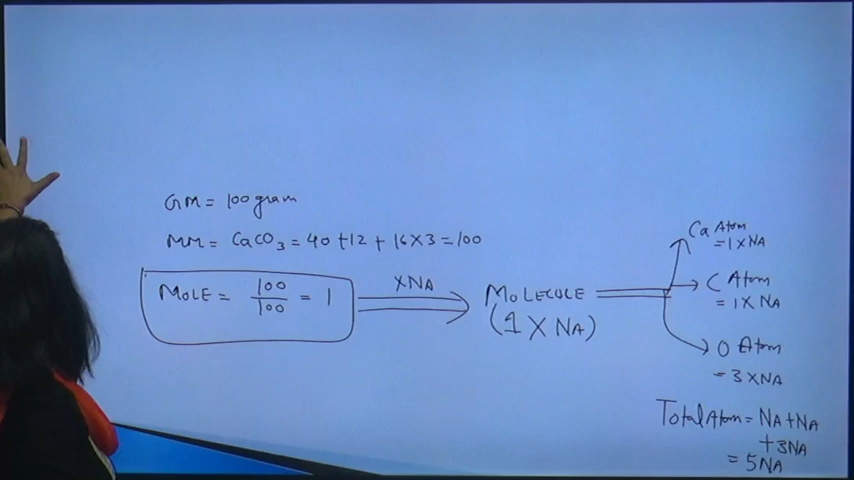 GM = 100 gram
MM = CaCO3 = 40 + 12 + 16 X 3 = 100
MOLE = 100/100 = 1
XNA
MOLECULE
(1 X NA)
Ca Atom
= 1 X NA
C Atom
= 1 X NA
O Atom
= 3 X NA
Total Atom = NA + NA
+ 3NA
= 5NA